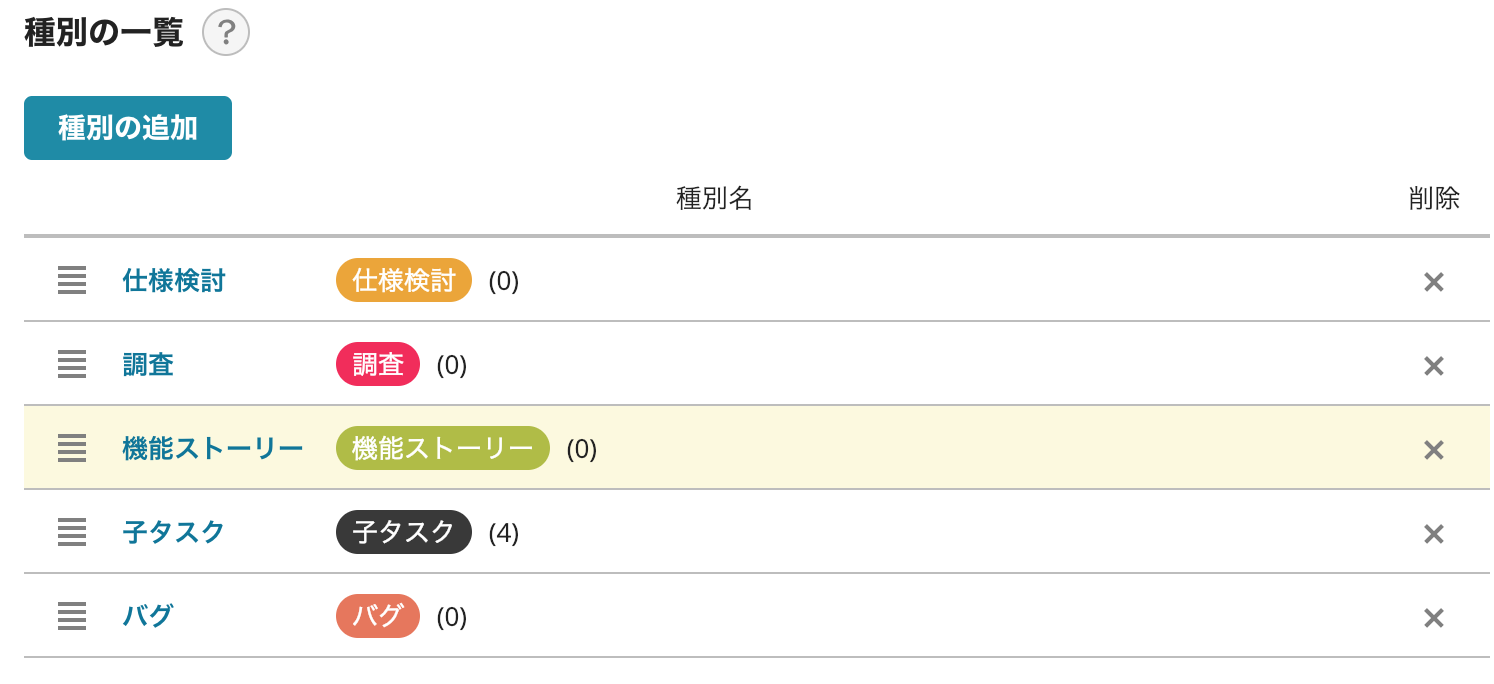 種別の一覧 ?
種別の追加
種別名 削除
仕様検討 仕様検討 (0) ×
調査 調査 (0) ×
機能ストーリー 機能ストーリー (0) ×
子タスク 子タスク (4) ×
バグ バグ (0) ×